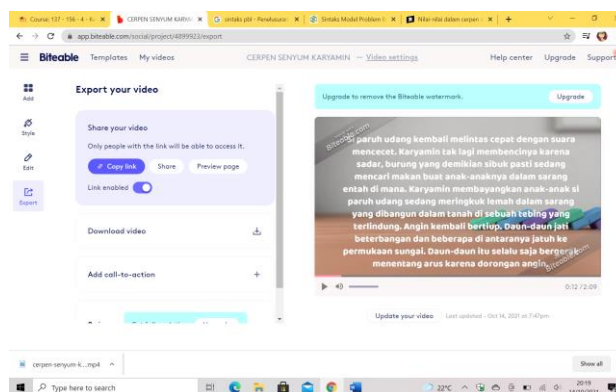 Course: 137 - 156 - 4 - K
CERPEN SENYUM KARYA
sintaks pbl - Penelusuran
Sintaks Model Problem
Nilai-nilai dalam cerpen
app.biteable.com/social/project/4899923/export
Biteable Templates My videos CERPEN SENYUM KARYAMIN — Video settings Help center Upgrade Support
Add
Style
Edit
Export
Export your video
Share your video
Only people with the link will be able to access it.
Copy link Share Preview page
Link enabled
Download video
Add call-to-action
Upgrade to remove the Biteable watermark. Upgrade
Biteable.com
Si paruh udang kembali melintas cepat dengan suara
mencecet. Karyamin tak lagi membencinya karena
sadar, burung yang demikian sibuk pasti sedang
mencari makan buat anak-anaknya dalam sarang
entah di mana. Karyamin membayangkan anak-anak si
paruh udang sedang meringkuk lemah dalam sarang
yang dibangun dalam tanah di sebuah tebing yang
terlindung. Angin kembali bertiup. Daun-daun jati
beterbangan dan beberapa di antaranya jatuh ke
permukaan sungai. Daun-daun itu selalu saja bergerak
menentang arus karena dorongan angin.
Biteable.com
0:12 / 2:09
Update your video Last updated - Oct 14, 2021 at 7:47pm
cerpen-senyum-k....mp4
Show all
Type here to search
22°C
20:19
14/10/2021